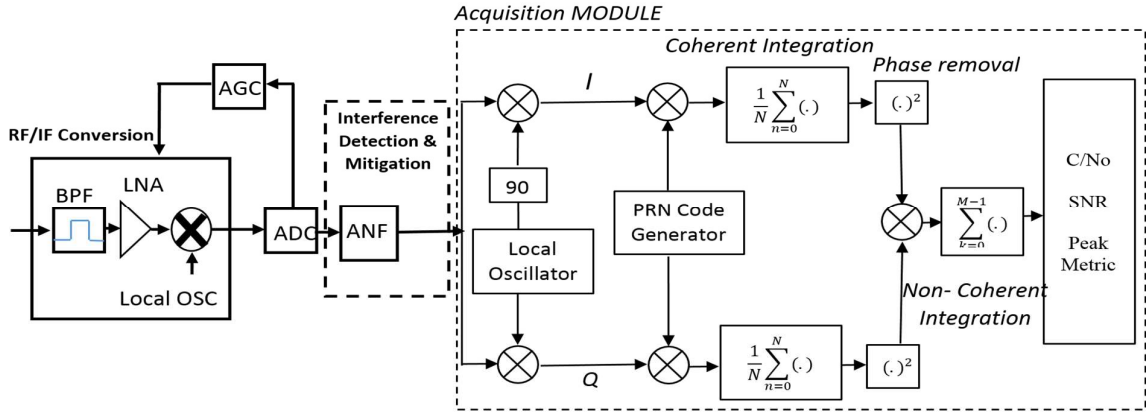 Acquisition MODULE
Coherent Integration
Phase removal
I
AGC
RF/IF Conversion
Interference
Detection &
Mitigation
BPF
LNA
ADC
ANF
Local OSC
90
Local
Oscillator
PRN Code
Generator
1/N ∑ n=0 N (.)
(.)²
M−1 ∑ k=0 (.)
C/No
SNR
Peak
Metric
Non- Coherent
Integration
Q
1/N ∑ n=0 N (.)
(.)²